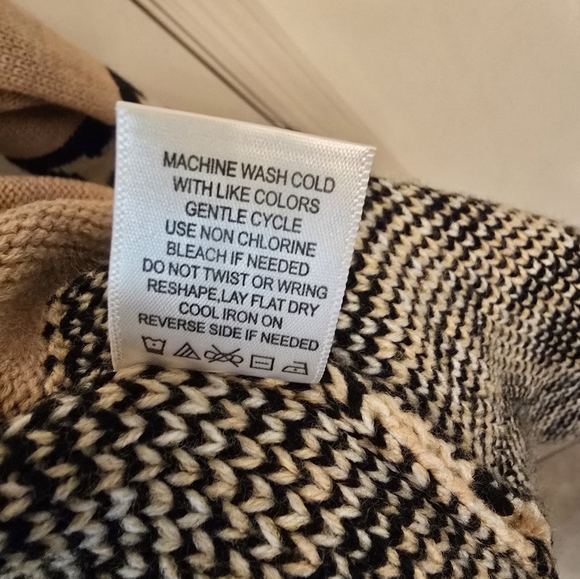 MACHINE WASH COLD
WITH LIKE COLORS
GENTLE CYCLE
USE NON CHLORINE
BLEACH IF NEEDED
DO NOT TWIST OR WRING
RESHAPE,LAY FLAT DRY
COOL IRON ON
REVERSE SIDE IF NEEDED